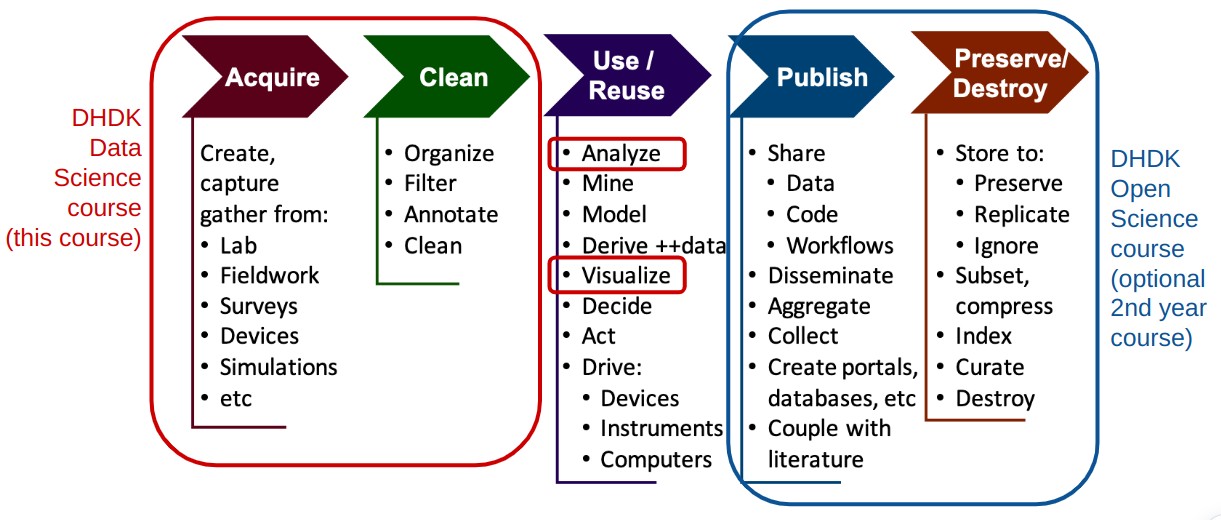 DHDK
Data
Science
course
(this course)
Acquire
Create,
capture
gather from:
• Lab
• Fieldwork
• Surveys
• Devices
• Simulations
• etc
Clean
• Organize
• Filter
• Annotate
• Clean
Use /
Reuse
• Analyze
• Mine
• Model
• Derive ++data
• Visualize
• Decide
• Act
• Drive:
• Devices
• Instruments
• Computers
Publish
• Share
• Data
• Code
• Workflows
• Disseminate
• Aggregate
• Collect
• Create portals,
databases, etc
• Couple with
literature
Preserve/
Destroy
• Store to:
• Preserve
• Replicate
• Ignore
• Subset,
compress
• Index
• Curate
• Destroy
DHDK
Open
Science
course
(optional
2nd year
course)